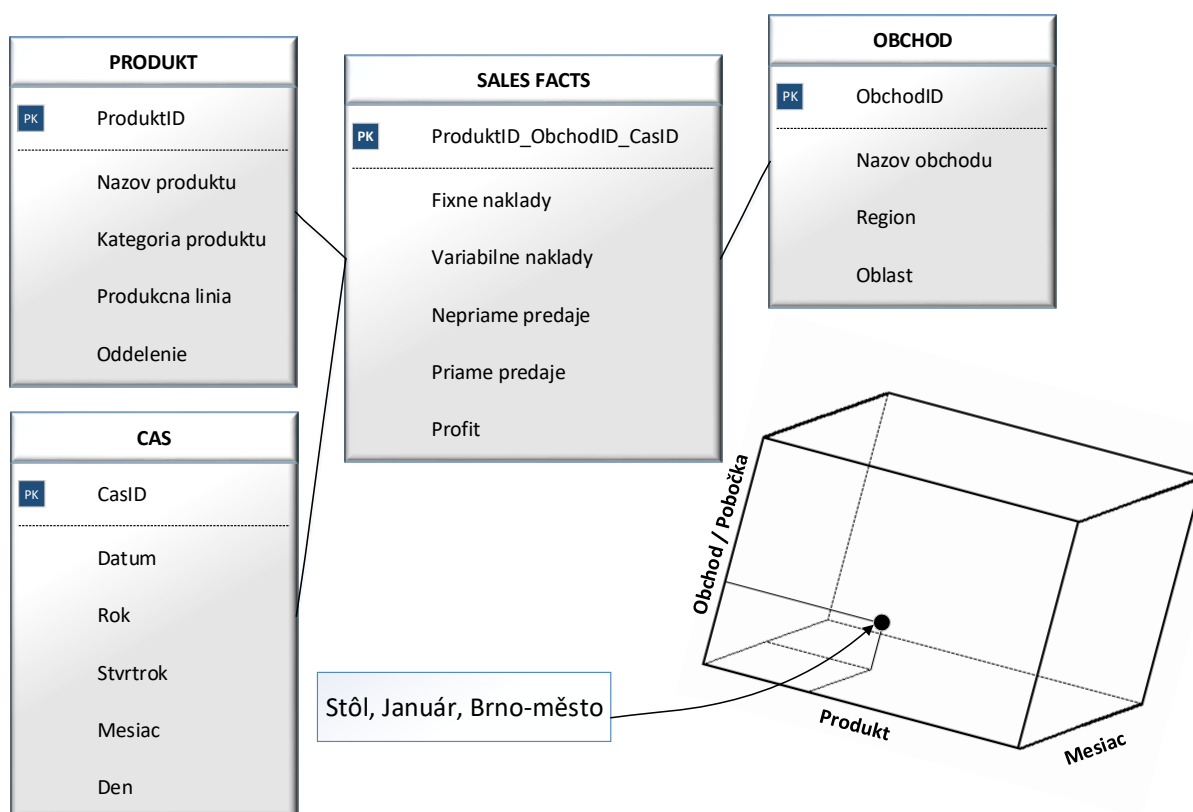 PRODUKT
PK ProduktID
Nazov produktu
Kategoria produktu
Produkcna linia
Oddelenie
SALES FACTS
PK ProduktID_ObchodID_CasID
Fixne naklady
Variabilne naklady
Nepriame predaje
Priame predaje
Profit
OBCHOD
PK ObchodID
Nazov obchodu
Region
Oblast
CAS
PK CasID
Datum
Rok
Stvrtrok
Mesiac
Den
Stôl, Január, Brno-město
Obchod / Pobočka
Produkt
Mesiac